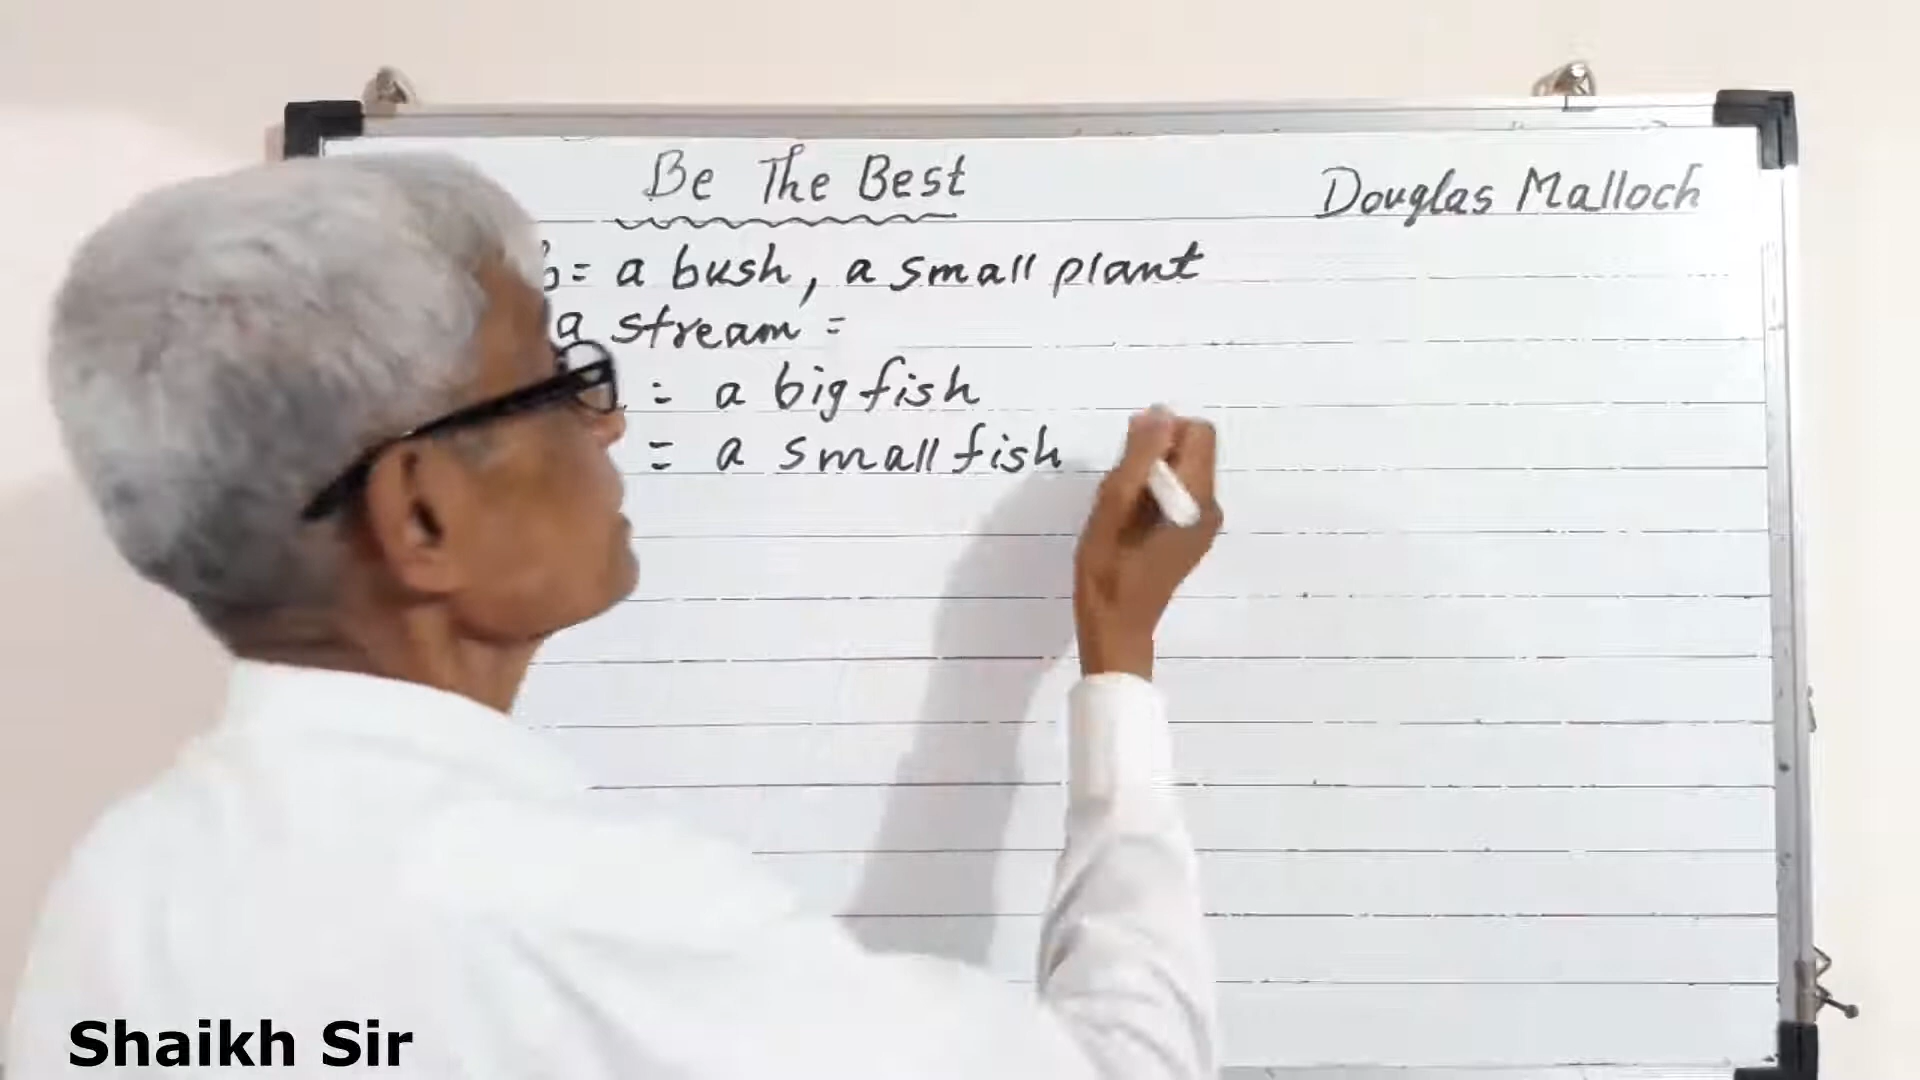 Be The Best
Douglas Malloch
= a bush, a small plant
a stream =
= a big fish
= a small fish
Shaikh Sir